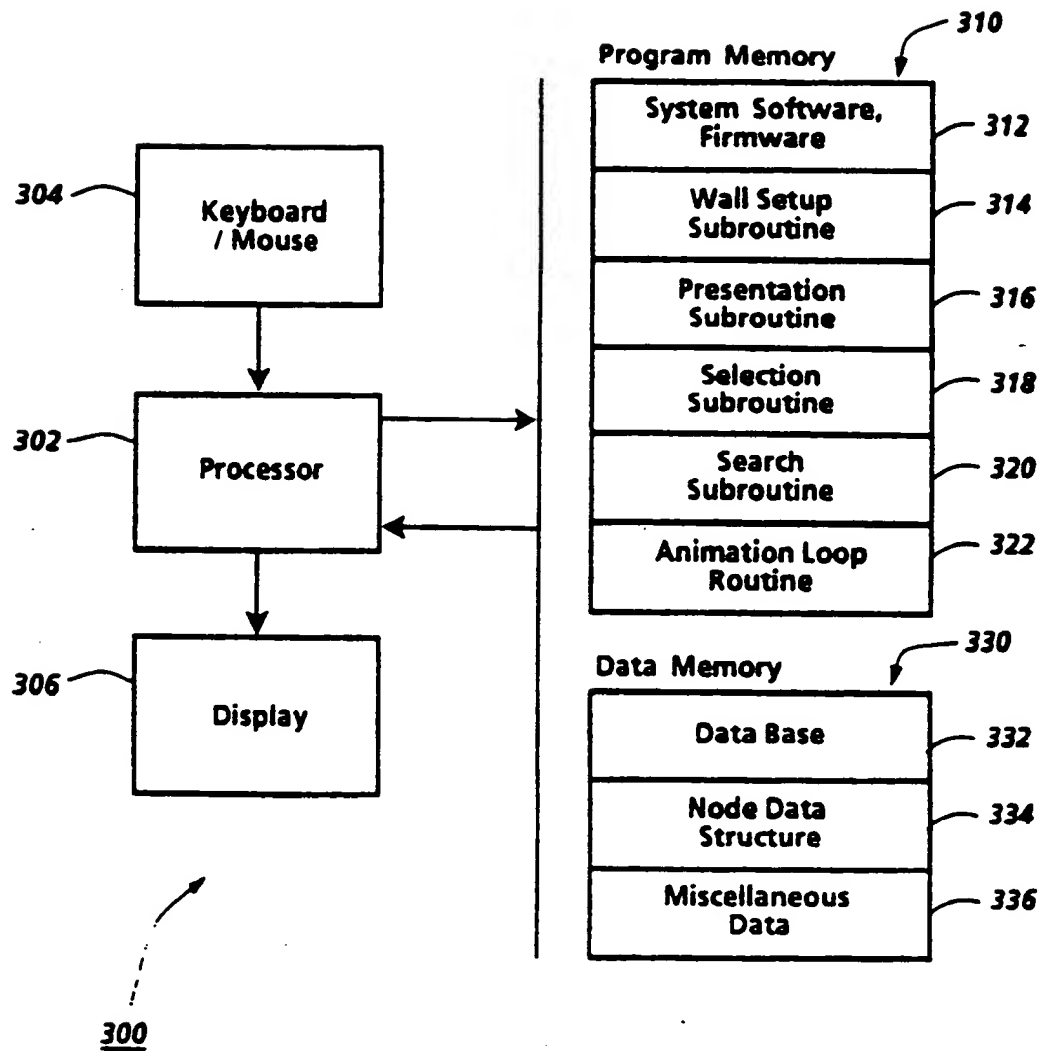 310
Program Memory
System Software,
Firmware
312
304
Keyboard
/ Mouse
Wall Setup
Subroutine
314
Presentation
Subroutine
316
Selection
Subroutine
318
302
Processor
Search
Subroutine
320
Animation Loop
Routine
322
330
Data Memory
306
Display
Data Base
332
Node Data
Structure
334
Miscellaneous
Data
336
300